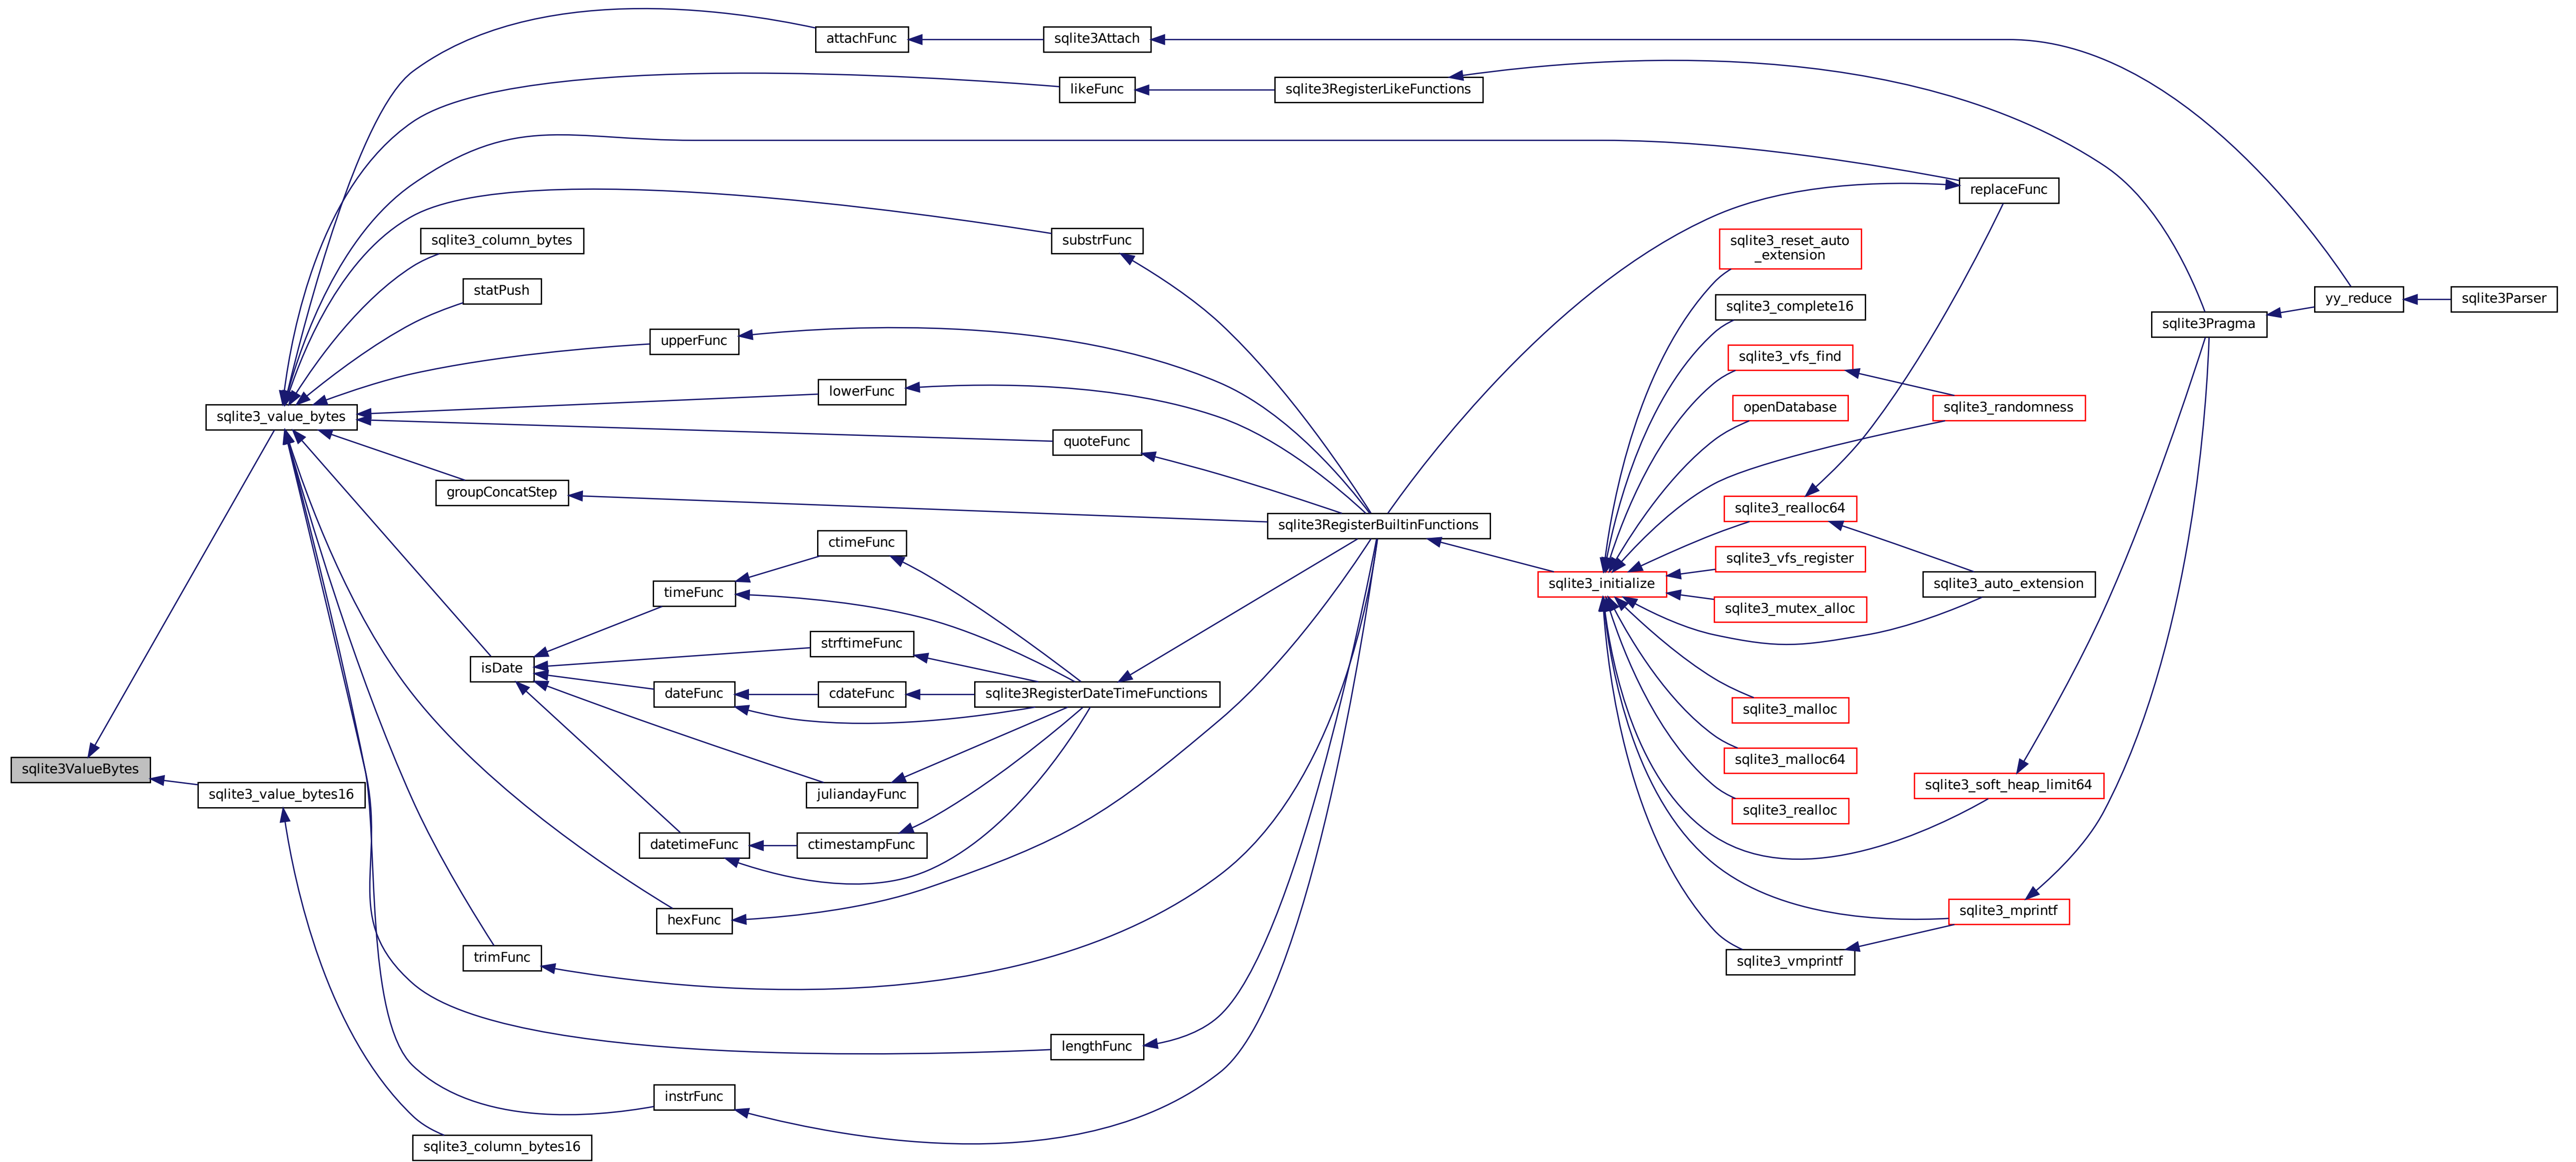 attachFunc
sqlite3Attach
likeFunc
sqlite3RegisterLikeFunctions
replaceFunc
sqlite3_column_bytes
substrFunc
sqlite3_reset_auto
_extension
statPush
sqlite3_complete16
yy_reduce
sqlite3Parser
sqlite3Pragma
upperFunc
sqlite3_vfs_find
lowerFunc
openDatabase
sqlite3_randomness
sqlite3_value_bytes
quoteFunc
groupConcatStep
sqlite3_realloc64
sqlite3RegisterBuiltinFunctions
ctimeFunc
sqlite3_vfs_register
timeFunc
sqlite3_initialize
sqlite3_auto_extension
sqlite3_mutex_alloc
strftimeFunc
isDate
dateFunc
cdateFunc
sqlite3RegisterDateTimeFunctions
sqlite3_malloc
sqlite3_malloc64
sqlite3ValueBytes
sqlite3_value_bytes16
juliandayFunc
sqlite3_soft_heap_limit64
sqlite3_realloc
datetimeFunc
ctimestampFunc
hexFunc
sqlite3_mprintf
trimFunc
sqlite3_vmprintf
lengthFunc
instrFunc
sqlite3_column_bytes16